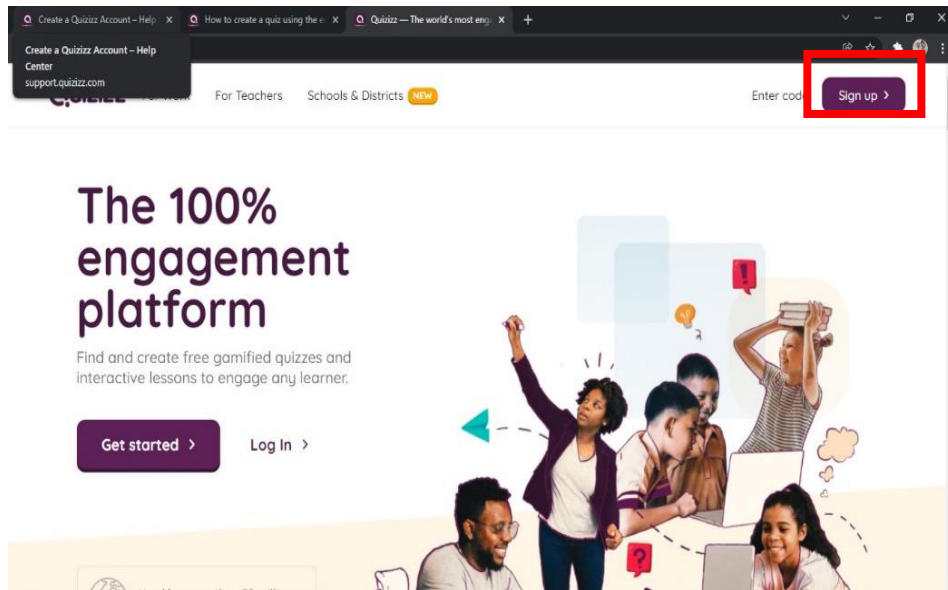 Create a Quizizz Account – Help
How to create a quiz using the e
Quizizz — The world's most eng
Create a Quizizz Account – Help
Center
support.quizizz.com
For Teachers
Schools & Districts NEW
Enter code
Sign up >
The 100%
engagement
platform
Find and create free gamified quizzes and
interactive lessons to engage any learner.
Get started >
Log In >